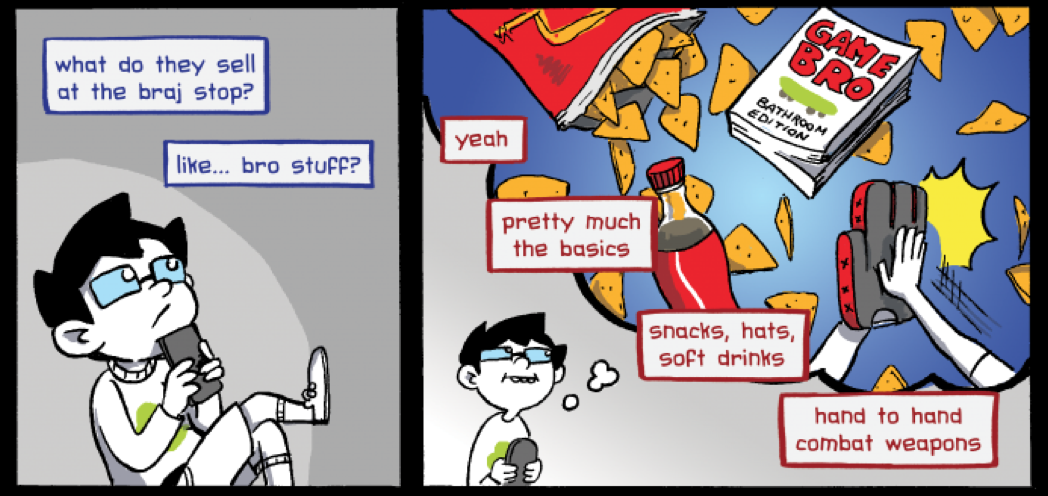 what do they sell
at the braj stop?
like... bro stuff?
GAME
BRO
BATHROOM
EDITION
yeah
pretty much
the basics
snacks, hats,
soft drinks
hand to hand
combat weapons